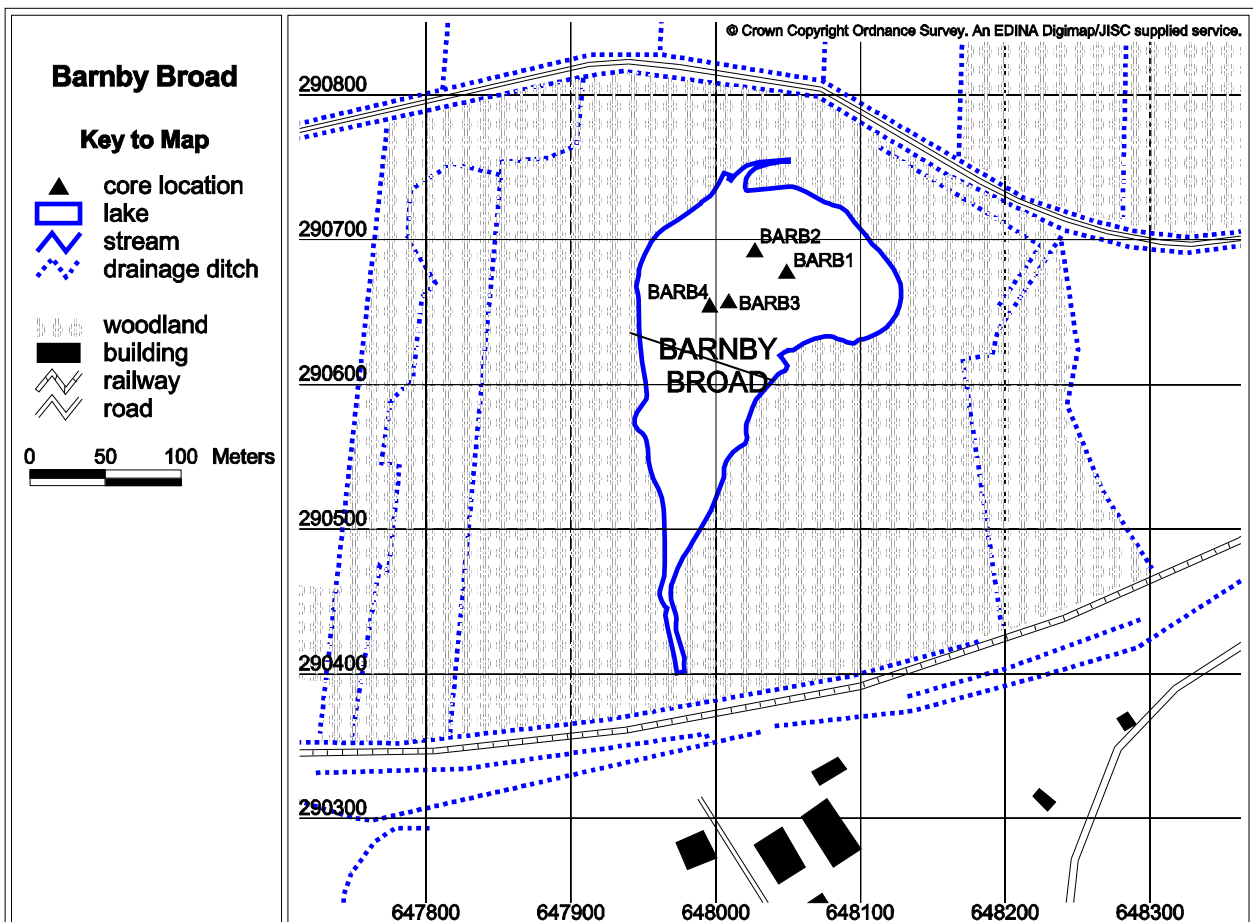 Barnby Broad
Key to Map
core location
lake
stream
drainage ditch
woodland
building
railway
road
0 50 100 Meters
© Crown Copyright Ordnance Survey. An EDINA Digimap/JISC supplied service.
290800
290700
BARB2
BARB1
BARB4
BARB3
BARNBY
BROAD
290600
290500
290400
290300
647800 647900 648000 648100 648200 648300